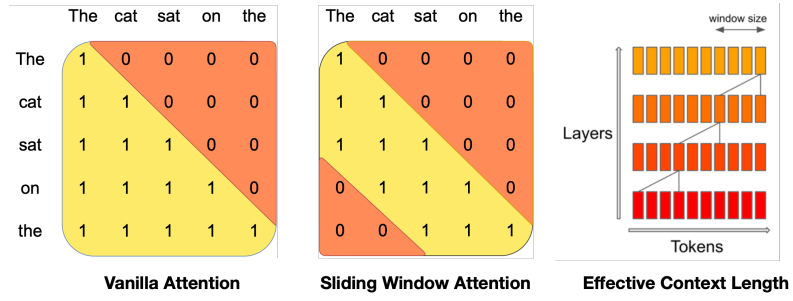 The cat sat on the
The 1 0 0 0 0
cat 1 1 0 0 0
sat 1 1 1 0 0
on 1 1 1 1 0
the 1 1 1 1 1
Vanilla Attention
The cat sat on the
1 0 0 0 0
1 1 0 0 0
1 1 1 0 0
0 1 1 1 0
0 0 1 1 1
Sliding Window Attention
window size
Layers
Tokens
Effective Context Length